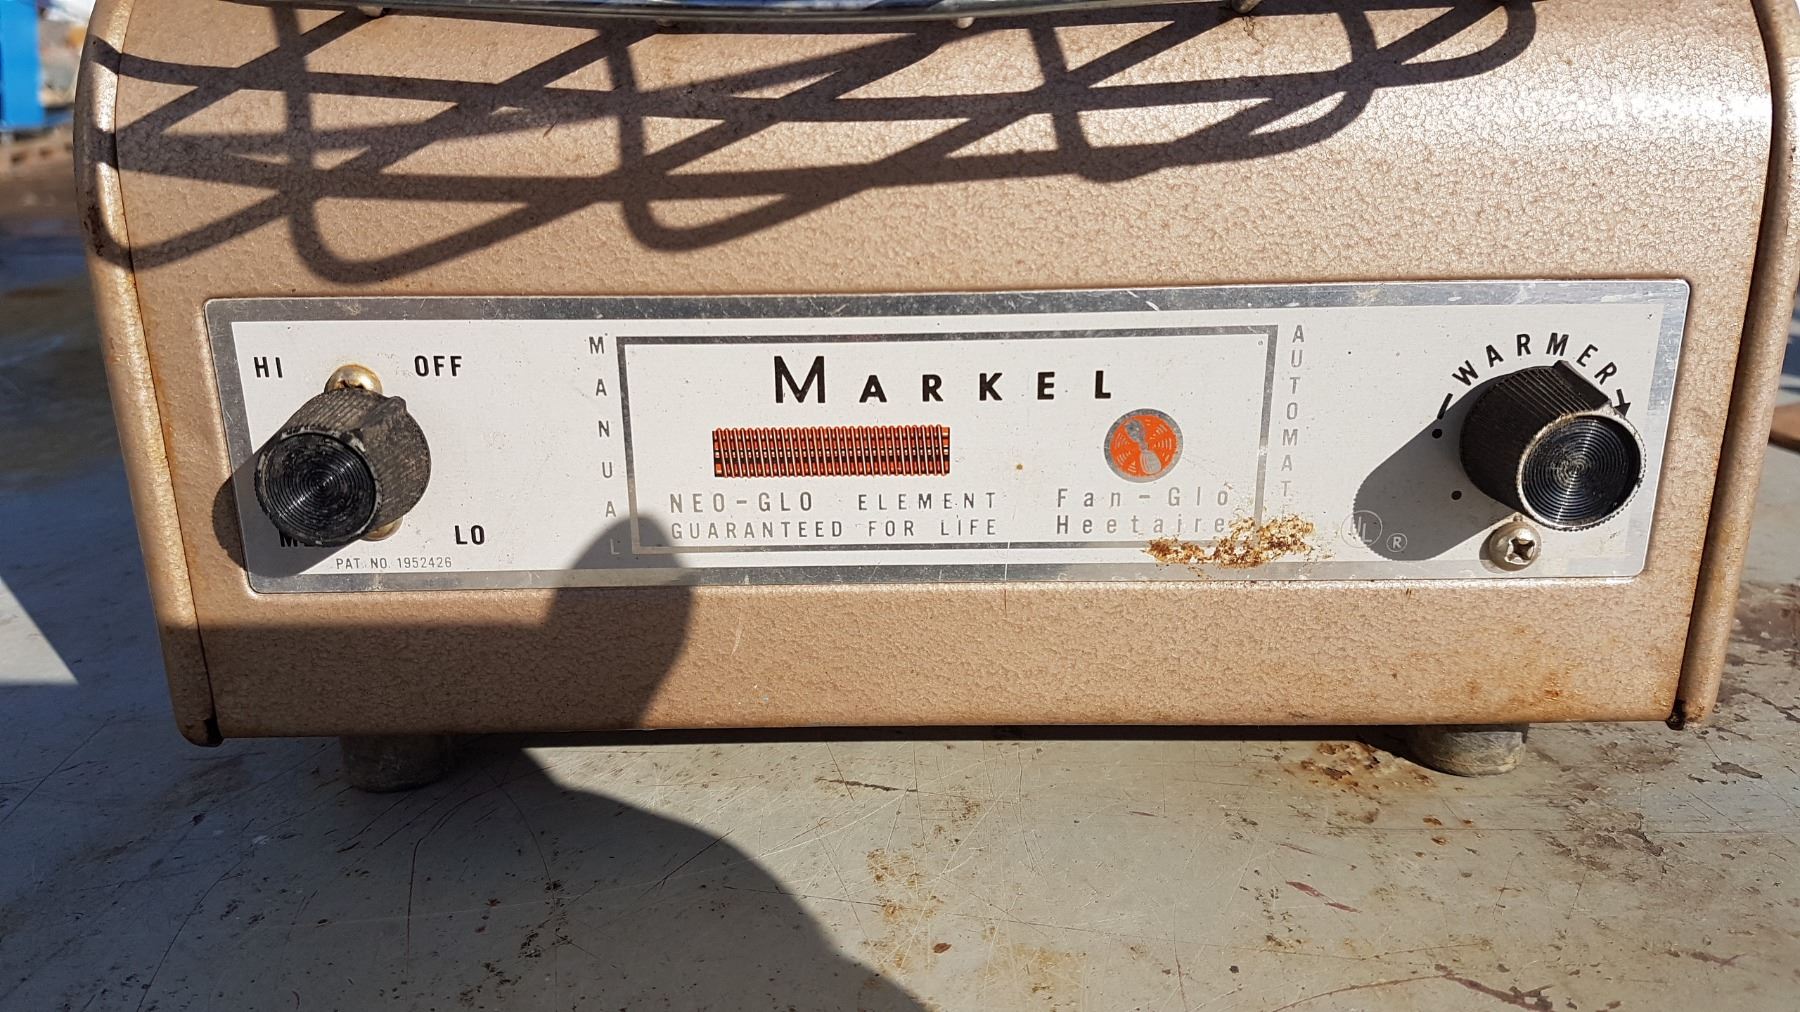 HI
OFF
LO
PAT. NO. 1952426
MANUAL
MARKEL
NEO-GLO ELEMENT
GUARANTEED FOR LIFE
Fan-Glo
Heetaire
AUTOMAT
WARMER
UL ®